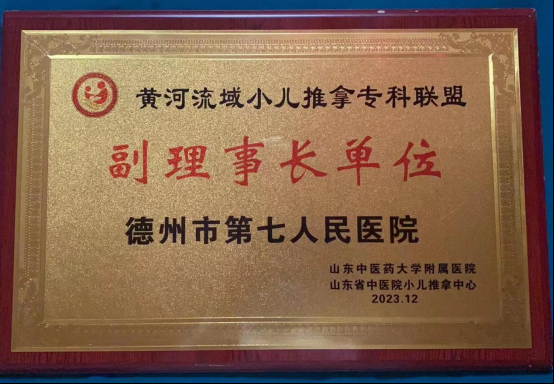 黄河流域小儿推拿专科联盟
副理事长单位
德州市第七人民医院
山东中医药大学附属医院
山东省中医院小儿推拿中心
2023.12